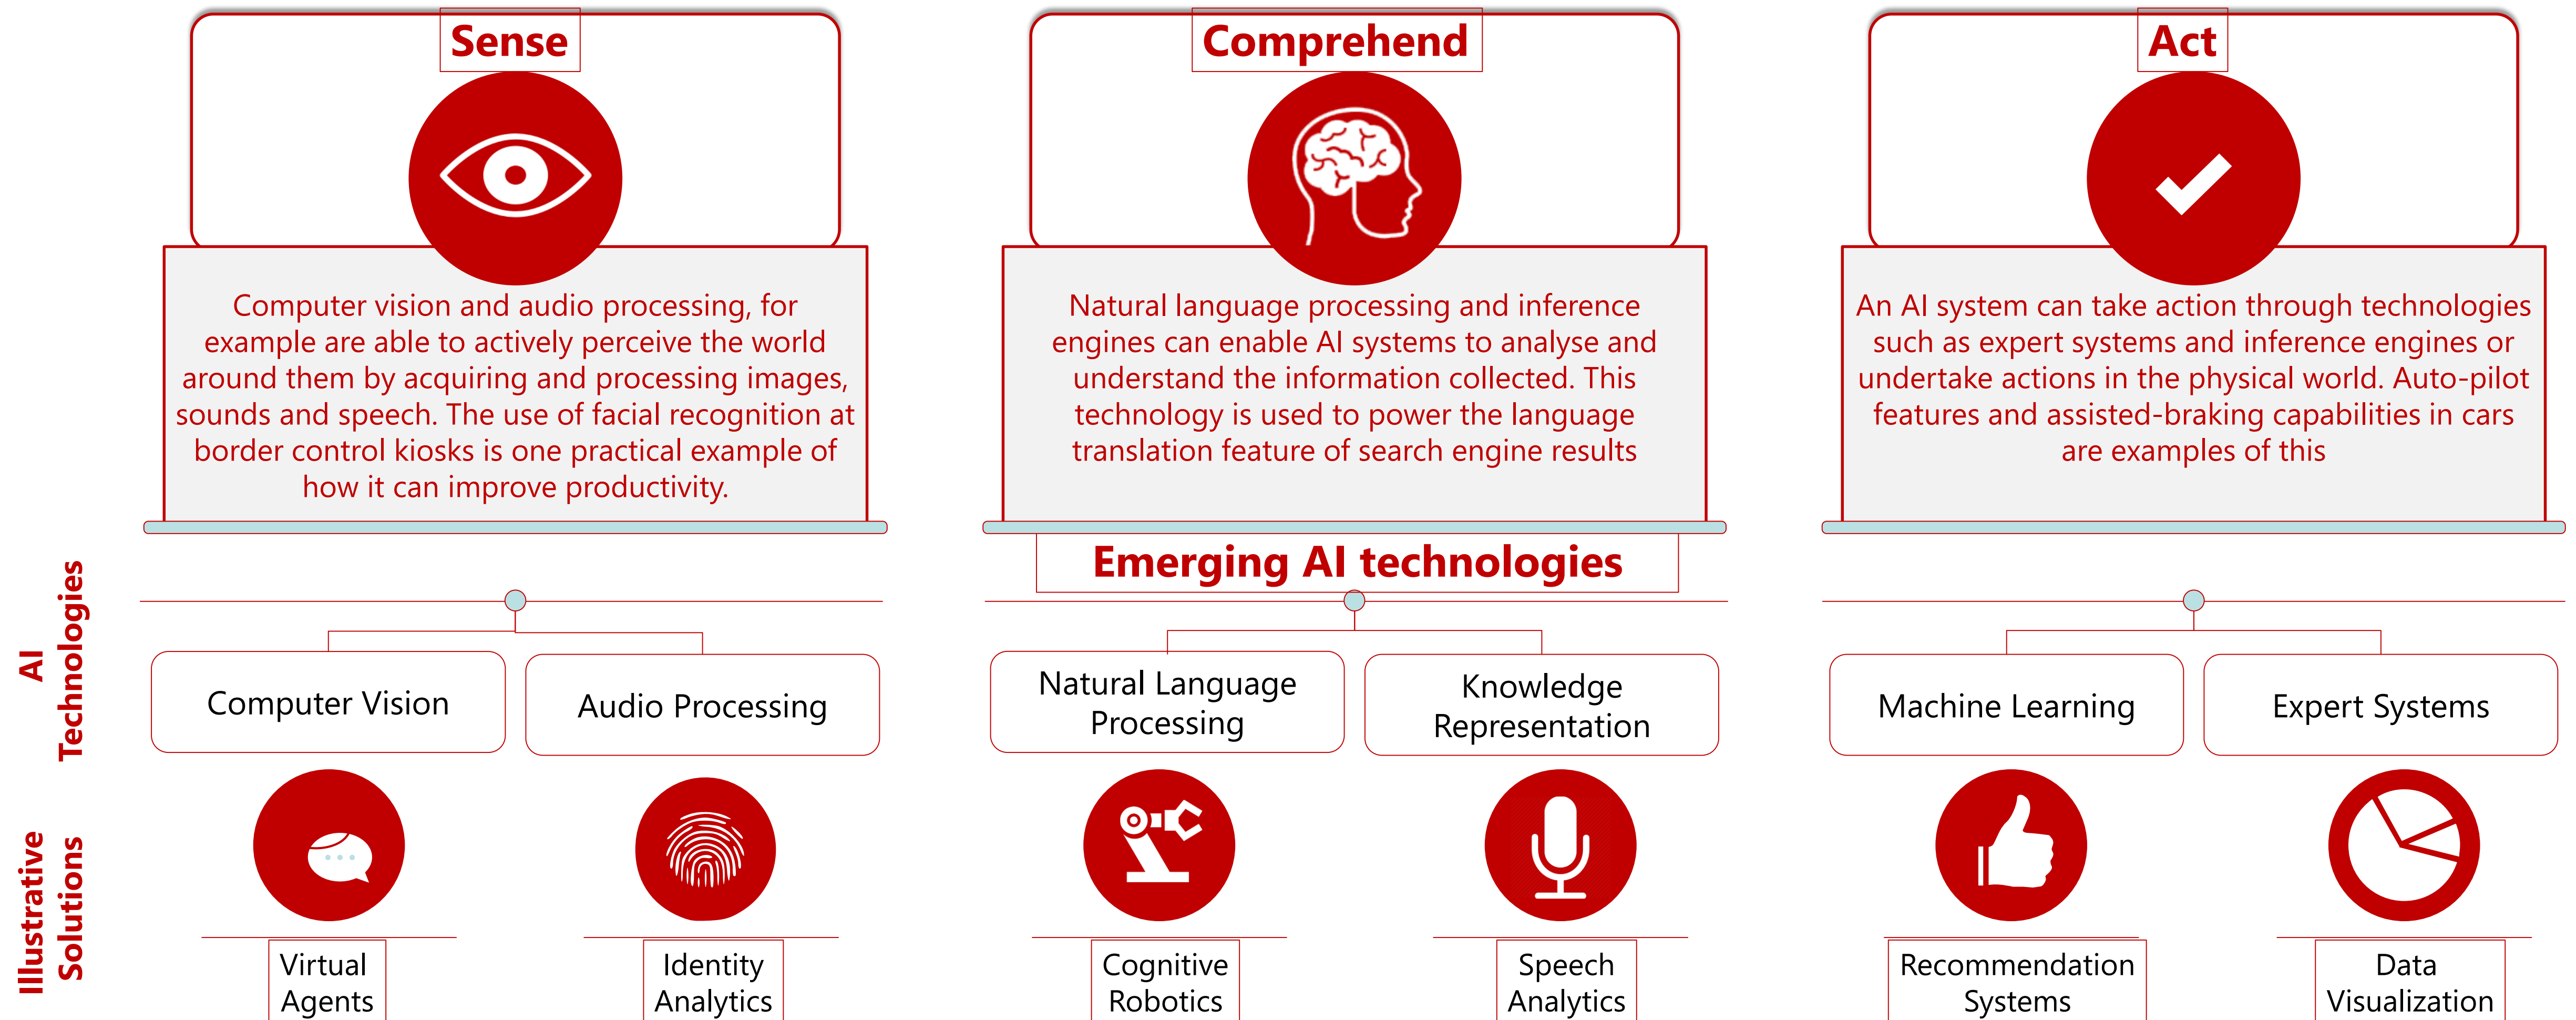 Sense
Computer vision and audio processing, for
example are able to actively perceive the world
around them by acquiring and processing images,
sounds and speech. The use of facial recognition at
border control kiosks is one practical example of
how it can improve productivity.
Comprehend
Natural language processing and inference
engines can enable AI systems to analyse and
understand the information collected. This
technology is used to power the language
translation feature of search engine results
Act
An AI system can take action through technologies
such as expert systems and inference engines or
undertake actions in the physical world. Auto-pilot
features and assisted-braking capabilities in cars
are examples of this
Emerging AI technologies
AI
Technologies
Computer Vision
Audio Processing
Natural Language
Processing
Knowledge
Representation
Machine Learning
Expert Systems
Illustrative
Solutions
Virtual
Agents
Identity
Analytics
Cognitive
Robotics
Speech
Analytics
Recommendation
Systems
Data
Visualization